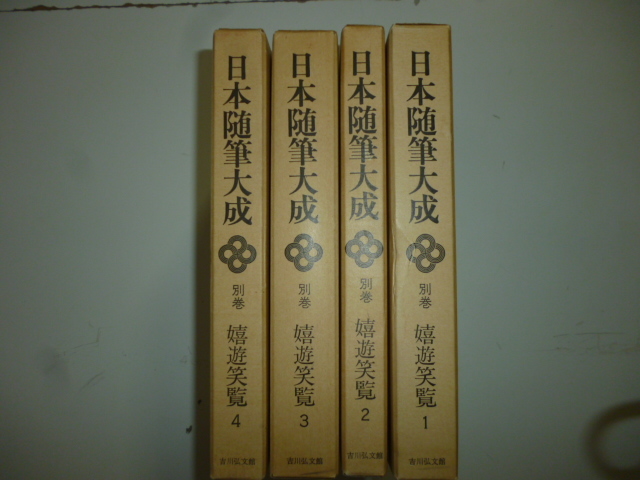 日本随筆大成
別巻
嬉遊笑覧
4
吉川弘文館
日本随筆大成
別巻
嬉遊笑覧
3
吉川弘文館
日本随筆大成
別巻
嬉遊笑覧
2
吉川弘文館
日本随筆大成
別巻
嬉遊笑覧
1
吉川弘文館